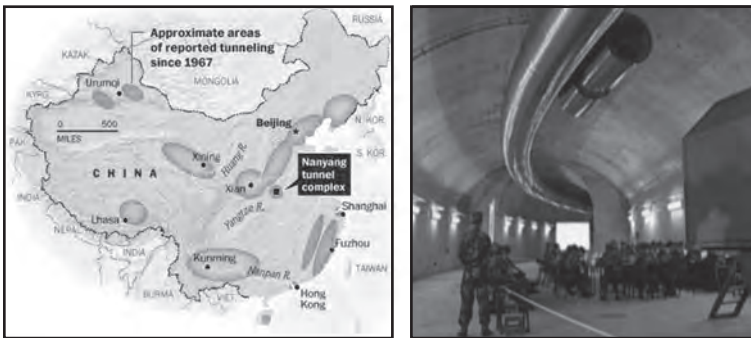 Approximate areas
of reported tunneling
since 1967
RUSSIA
KAZAK.
MONGOLIA
KYRG.
Urumqi
0 500
MILES
PAK.
Beijing
N. KOR.
S. KOR.
CHINA
Xining
Huang R.
Xian
Nanyang
tunnel
complex
INDIA
Lhasa
NEPAL
Yangtze R.
Shanghai
Fuzhou
INDIA
Kunming
Nanpan R.
TAIWAN
BURMA
VIET.
Hong
Kong